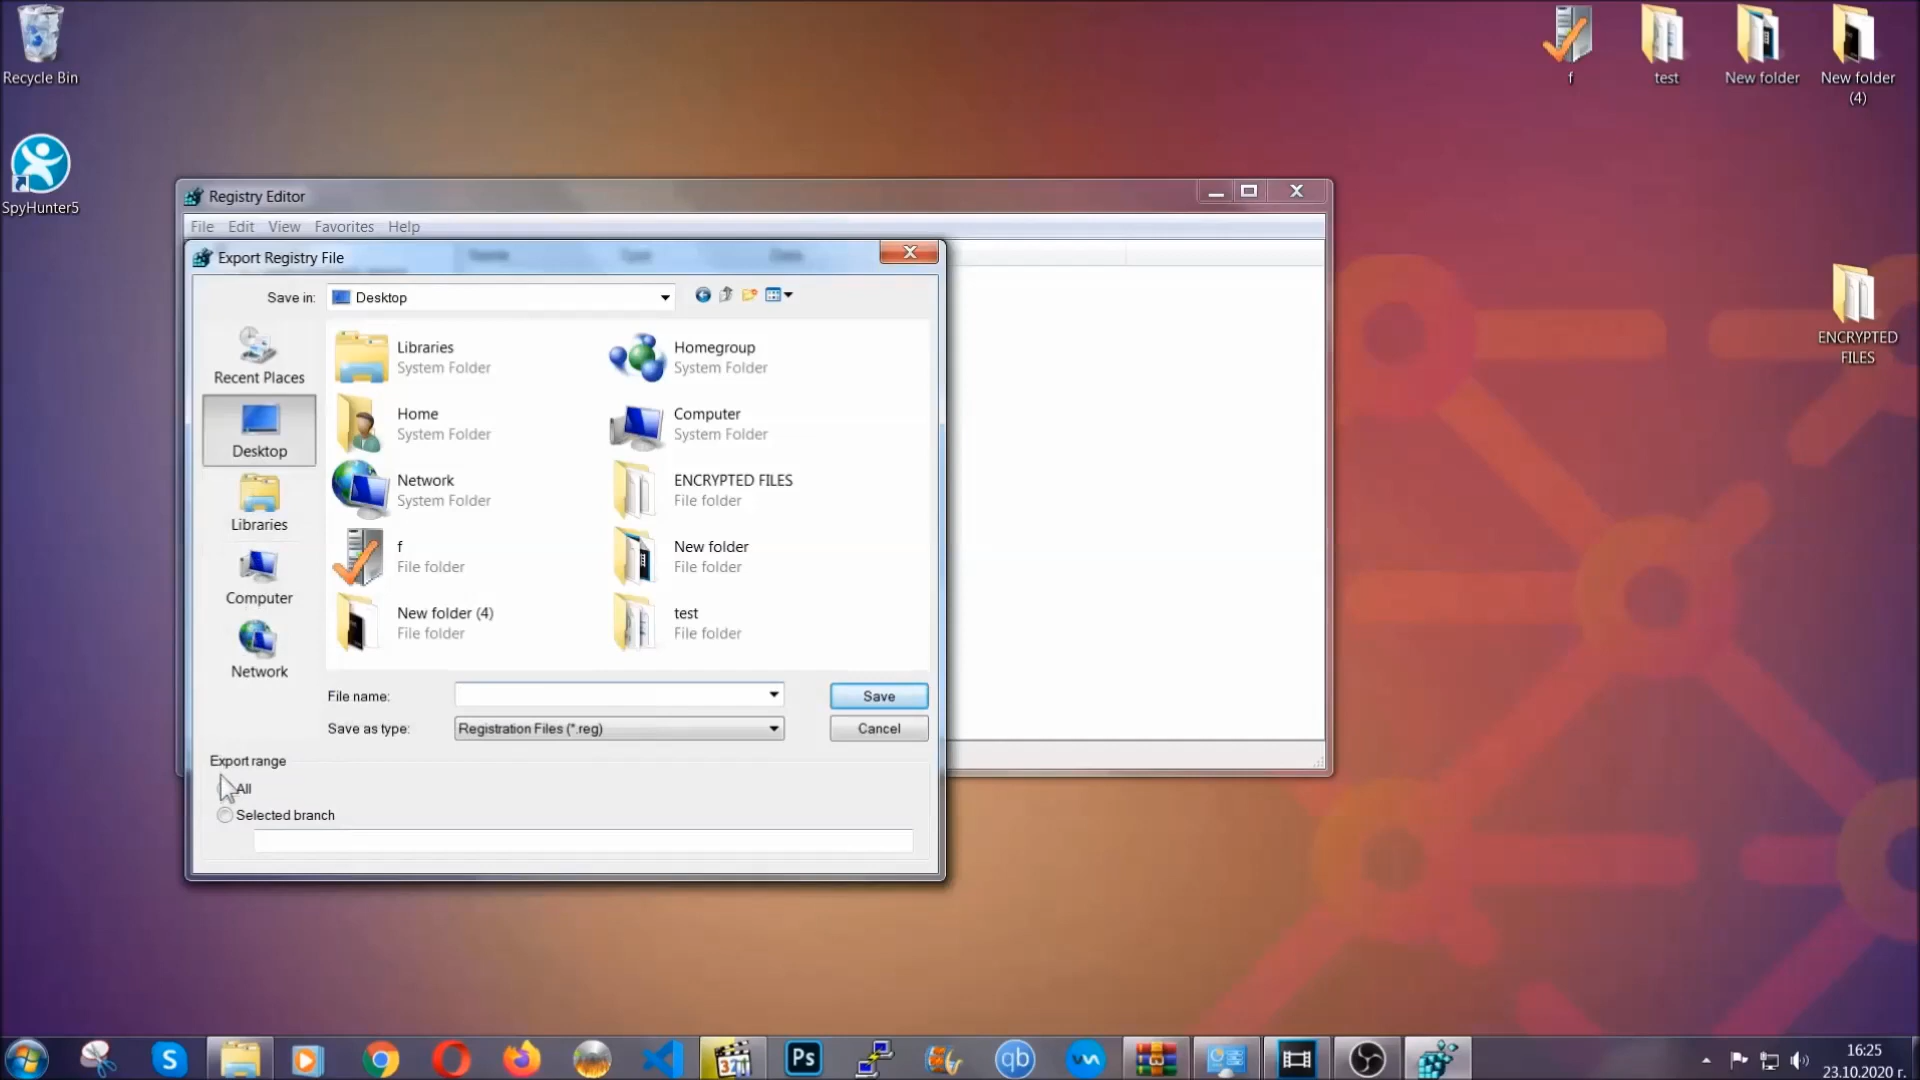 Recycle Bin
SpyHunter5
f
test
New folder
New folder
(4)
ENCRYPTED
FILES
Registry Editor
File Edit View Favorites Help
Export Registry File
Save in:
Desktop
Recent Places
Desktop
Libraries
Computer
Network
Libraries
System Folder
Homegroup
System Folder
Home
System Folder
Computer
System Folder
Network
System Folder
ENCRYPTED FILES
File folder
f
File folder
New folder
File folder
New folder (4)
File folder
test
File folder
File name:
Save
Save as type:
Registration Files (*.reg)
Cancel
Export range
All
Selected branch
S
Ps
qb
321
16:25
23.10.2020 г.